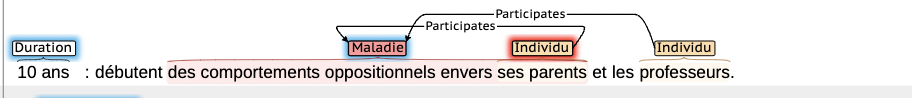 Participates
Participates
Duration Maladie Individu Individu
10 ans : débutent des comportements oppositionnels envers ses parents et les professeurs.